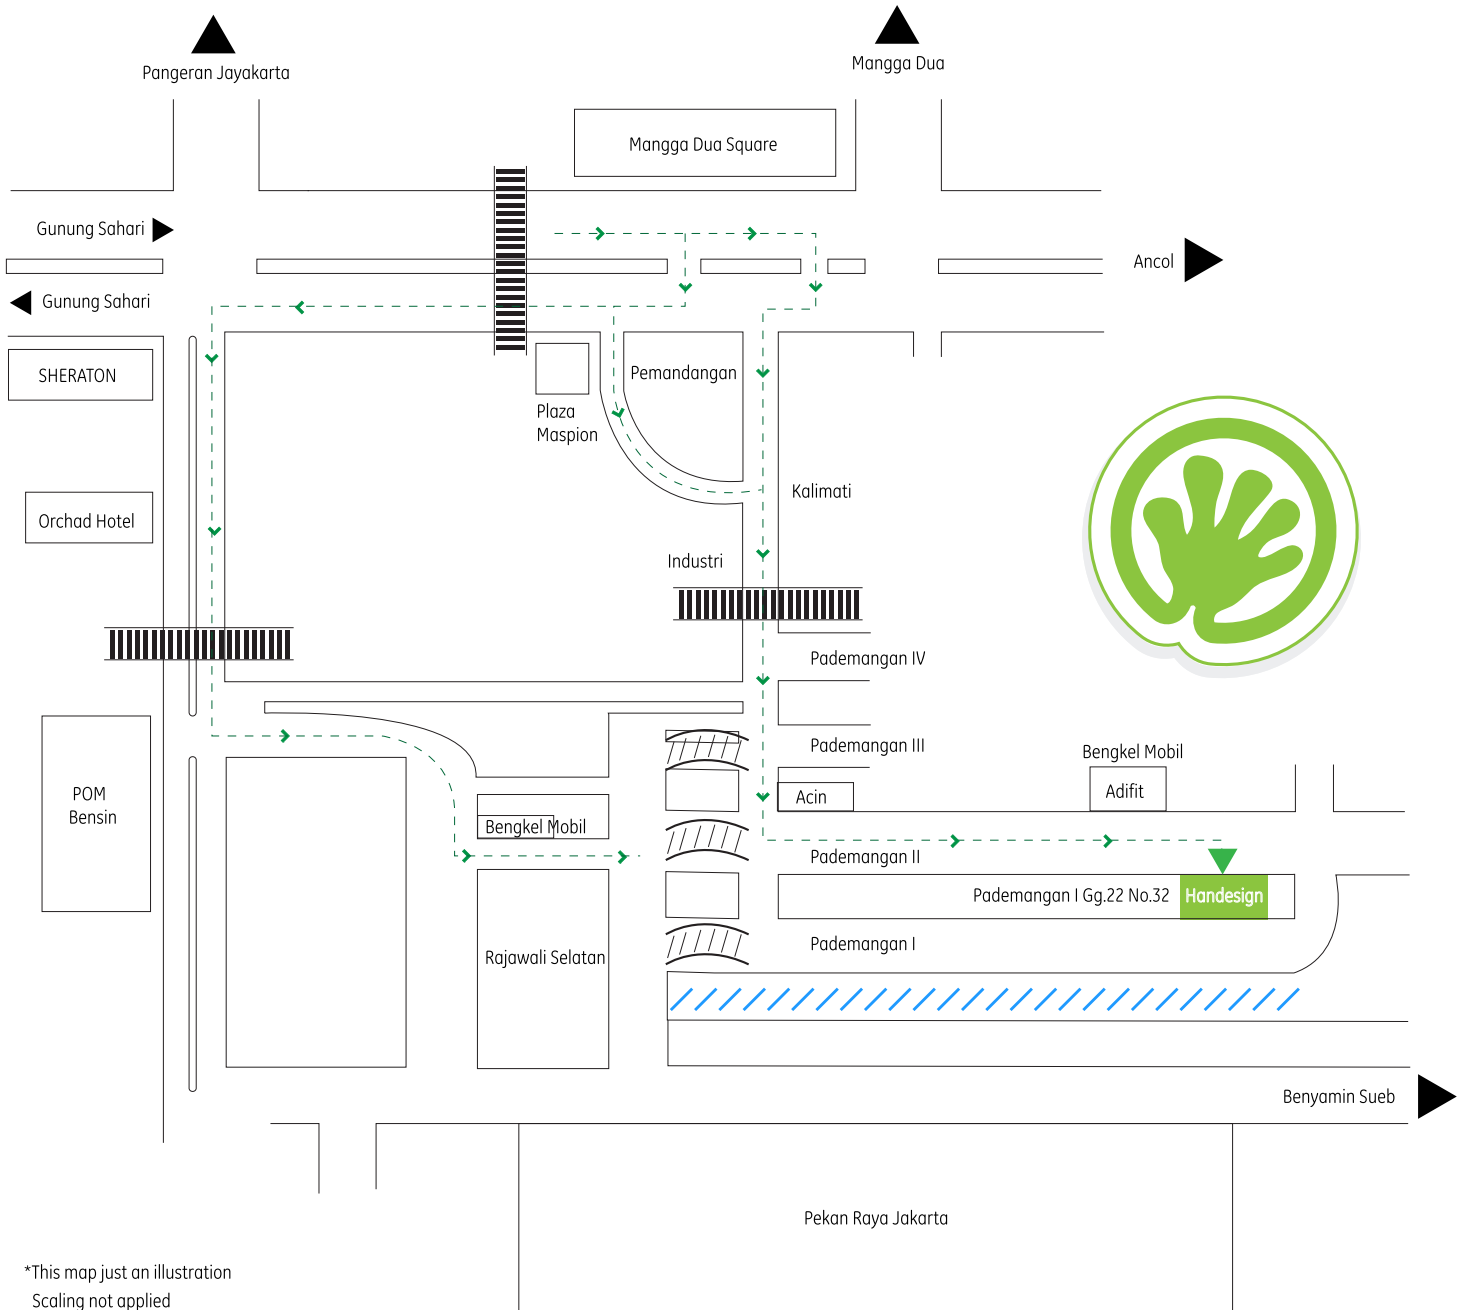 Pangeran Jayakarta
Mangga Dua
Mangga Dua Square
Gunung Sahari
Ancol
Gunung Sahari
SHERATON
Pemandangan
Plaza
Maspion
Kalimati
Orchad Hotel
Industri
Pademangan IV
Pademangan III
Bengkel Mobil
Adifit
POM
Bensin
Acin
Bengkel Mobil
Pademangan II
Pademangan I Gg.22 No.32
Handesign
Pademangan I
Rajawali Selatan
Benyamin Sueb
Pekan Raya Jakarta
*This map just an illustration
Scaling not applied